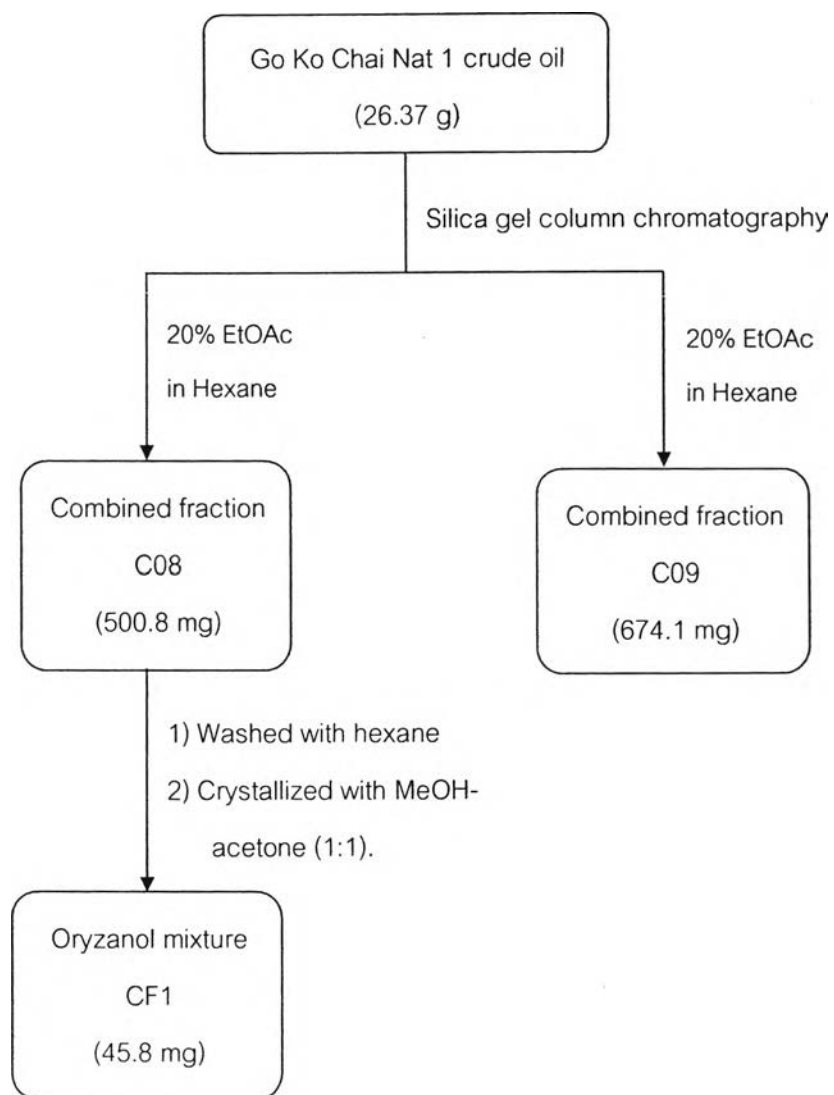 Go Ko Chai Nat 1 crude oil
(26.37 g)
Silica gel column chromatography
20% EtOAc
in Hexane
20% EtOAc
in Hexane
Combined fraction
C08
(500.8 mg)
Combined fraction
C09
(674.1 mg)
1) Washed with hexane
2) Crystallized with MeOH-
acetone (1:1).
Oryzanol mixture
CF1
(45.8 mg)